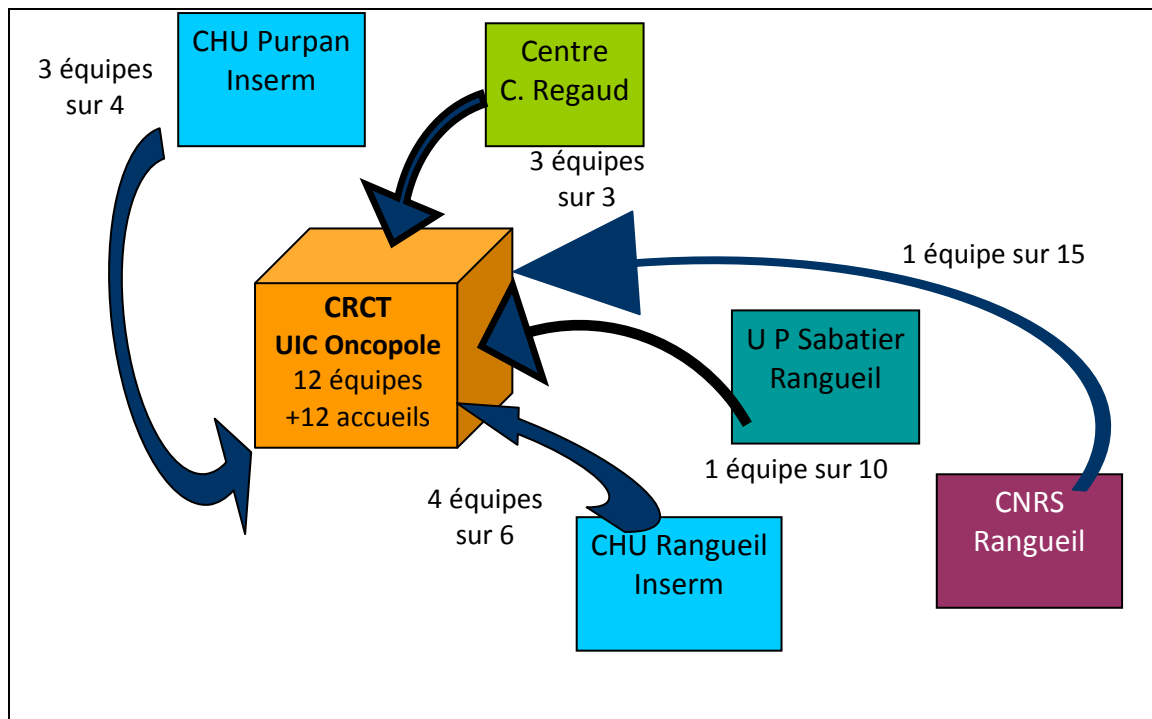 CHU Purpan
Inserm
3 équipes
sur 4
Centre
C. Regaud
3 équipes
sur 3
1 équipe sur 15
CRCT
UIC Oncopole
12 équipes
+12 accueils
U P Sabatier
Rangueil
1 équipe sur 10
4 équipes
sur 6
CHU Rangueil
Inserm
CNRS
Rangueil